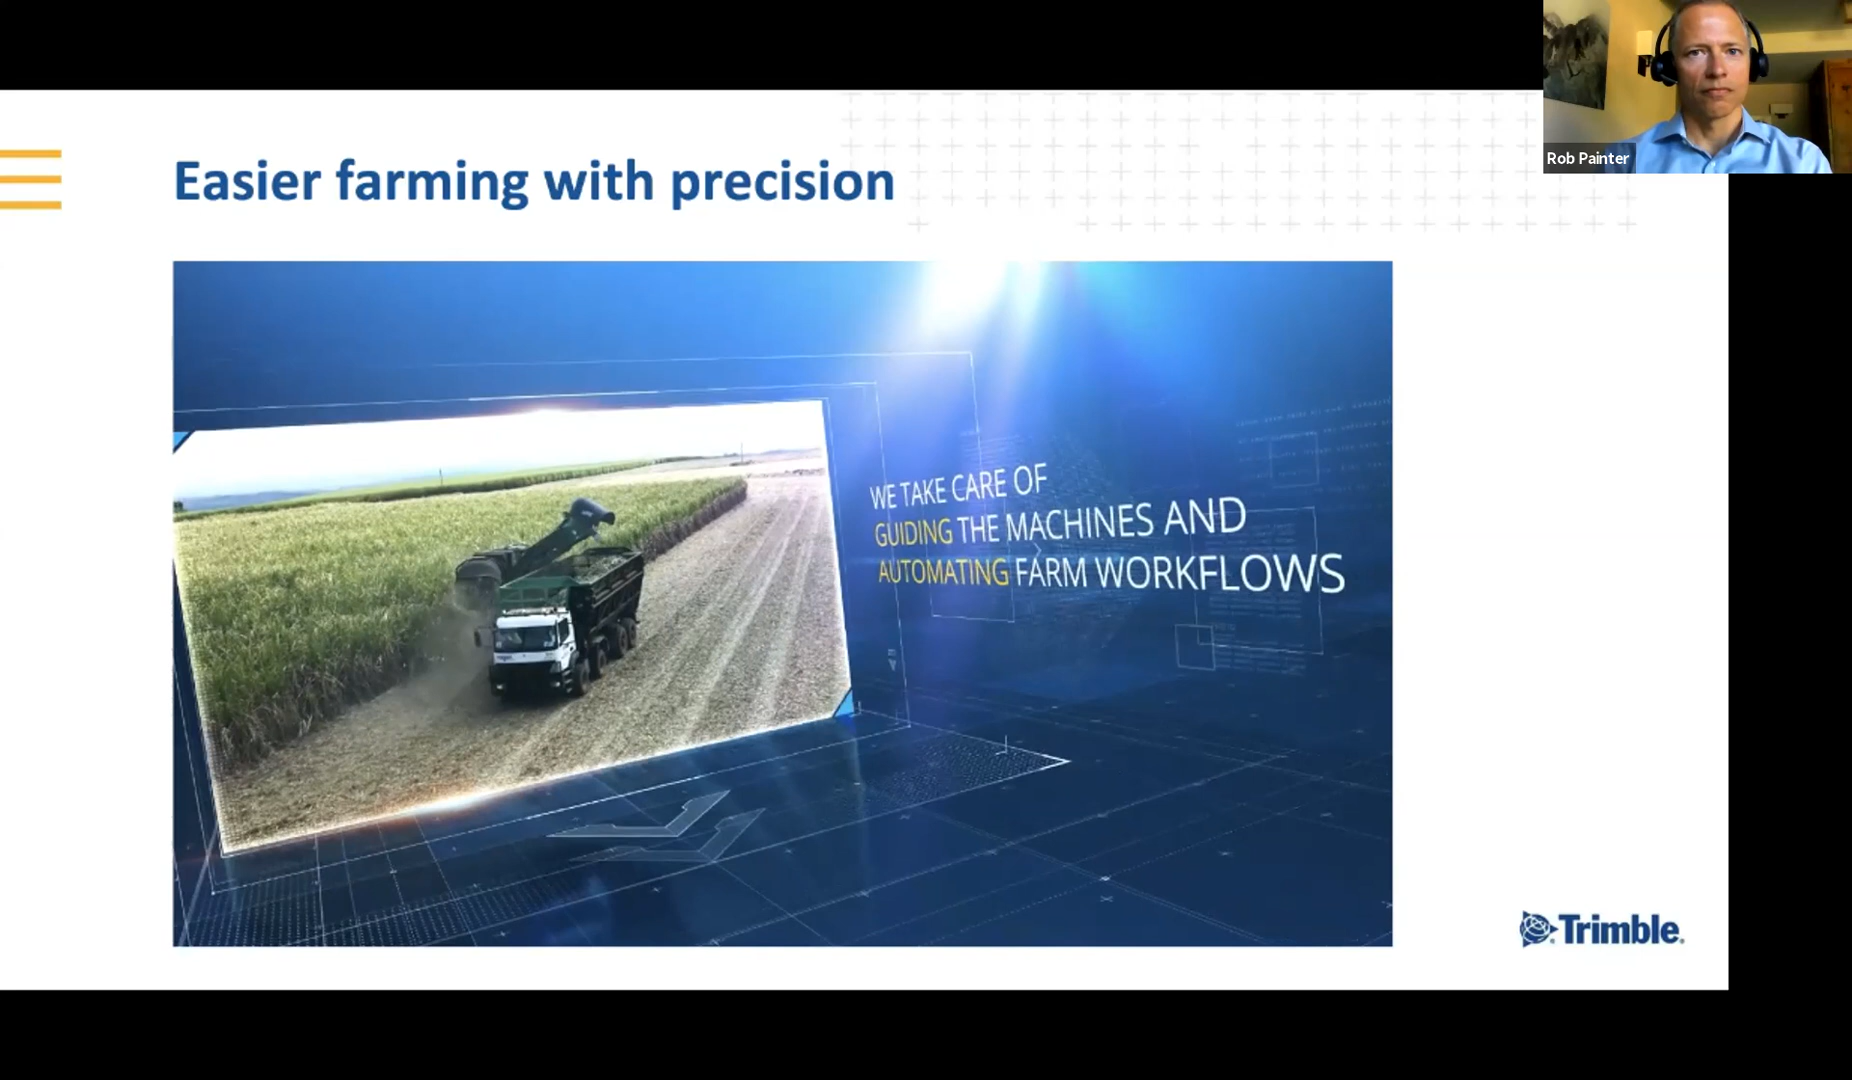 Rob Painter
Easier farming with precision
WE TAKE CARE OF
GUIDING THE MACHINES AND
AUTOMATING FARM WORKFLOWS
Trimble